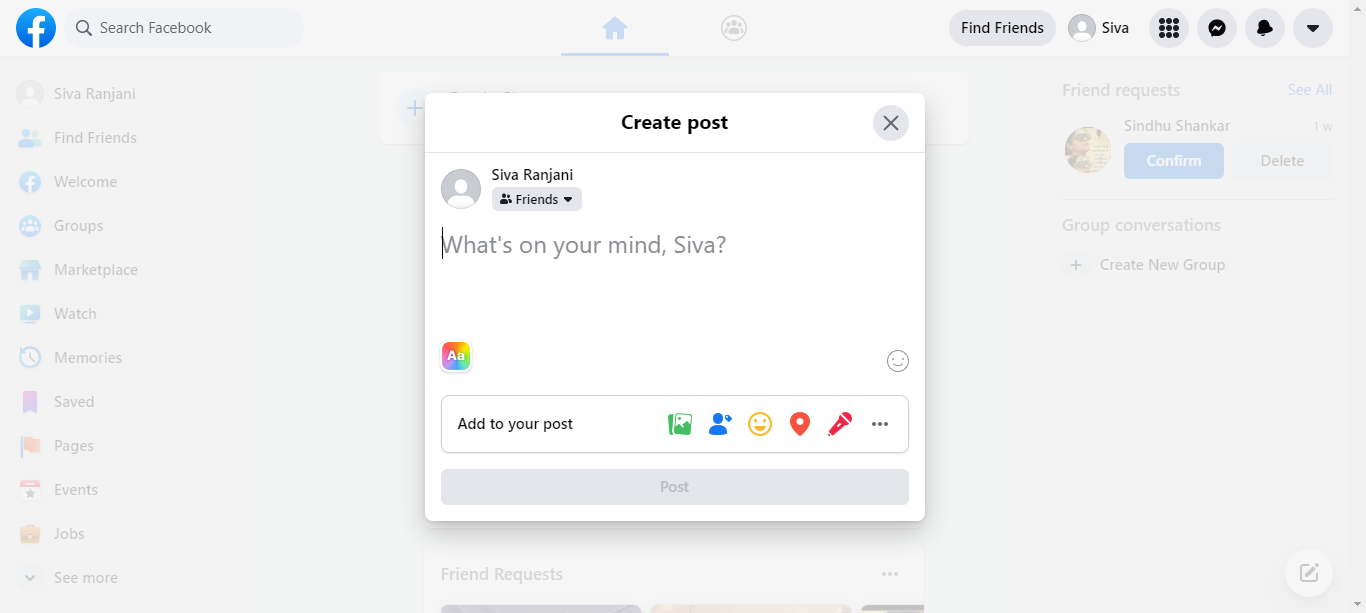 Search Facebook
Find Friends
Siva
Siva Ranjani
Find Friends
Welcome
Groups
Marketplace
Watch
Memories
Saved
Pages
Events
Jobs
See more
Create post
Siva Ranjani
Friends
What's on your mind, Siva?
Aa
Add to your post
Post
Friend Requests
Friend requests
See All
Sindhu Shankar
1 w
Confirm
Delete
Group conversations
Create New Group